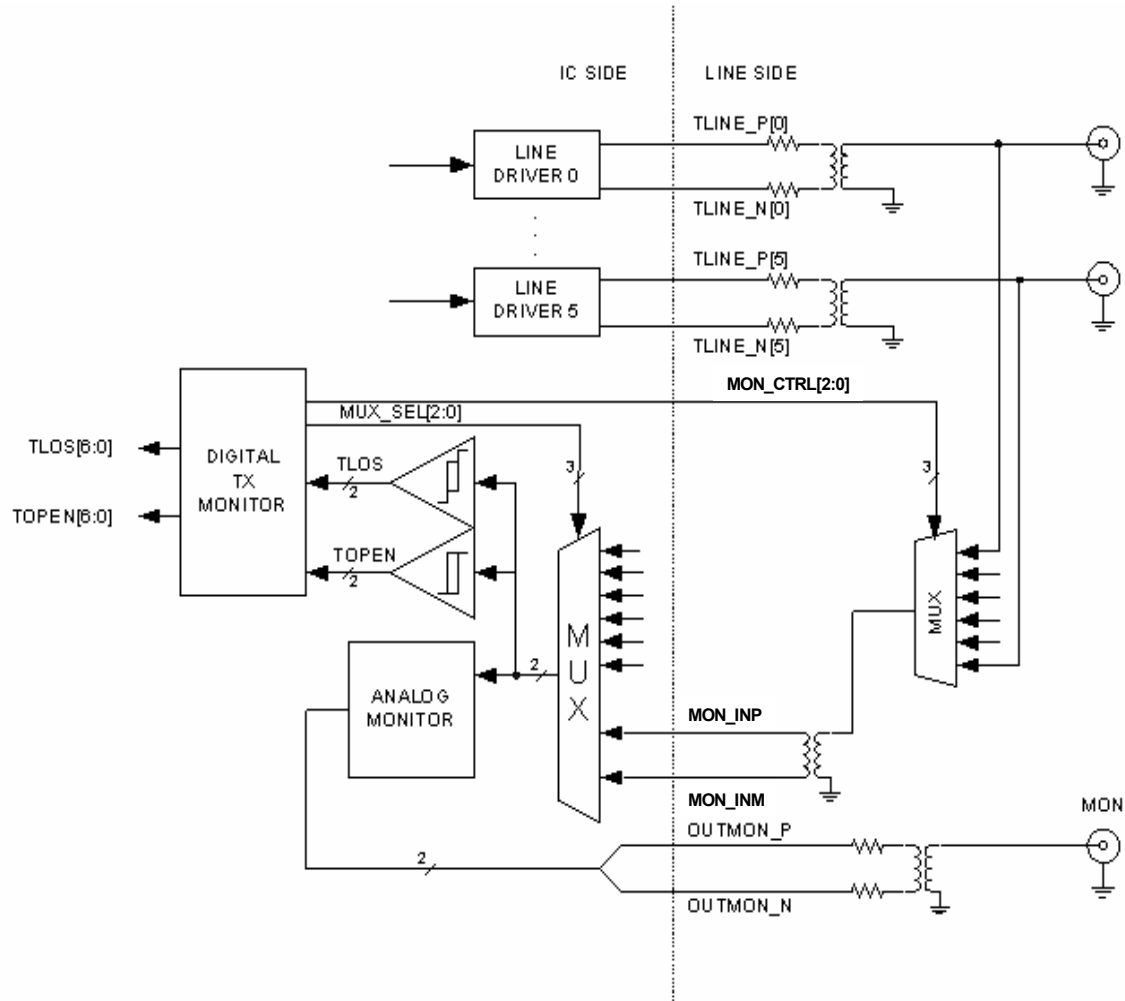 IC SIDE
LINE SIDE
TLINE_P[0]
LINE
DRIVER 0
TLINE_N[0]
TLINE_P[5]
LINE
DRIVER 5
TLINE_N[5]
MON_CTRL[2:0]
MUX_SEL[2:0]
TLOS[6:0]
TOPEN[6:0]
DIGITAL
TX
MONITOR
TLOS
2
3
3
TOPEN
2
MUX
MUX
2
ANALOG
MONITOR
MON_INP
MON_INM
MON
OUTMON_P
2
OUTMON_N